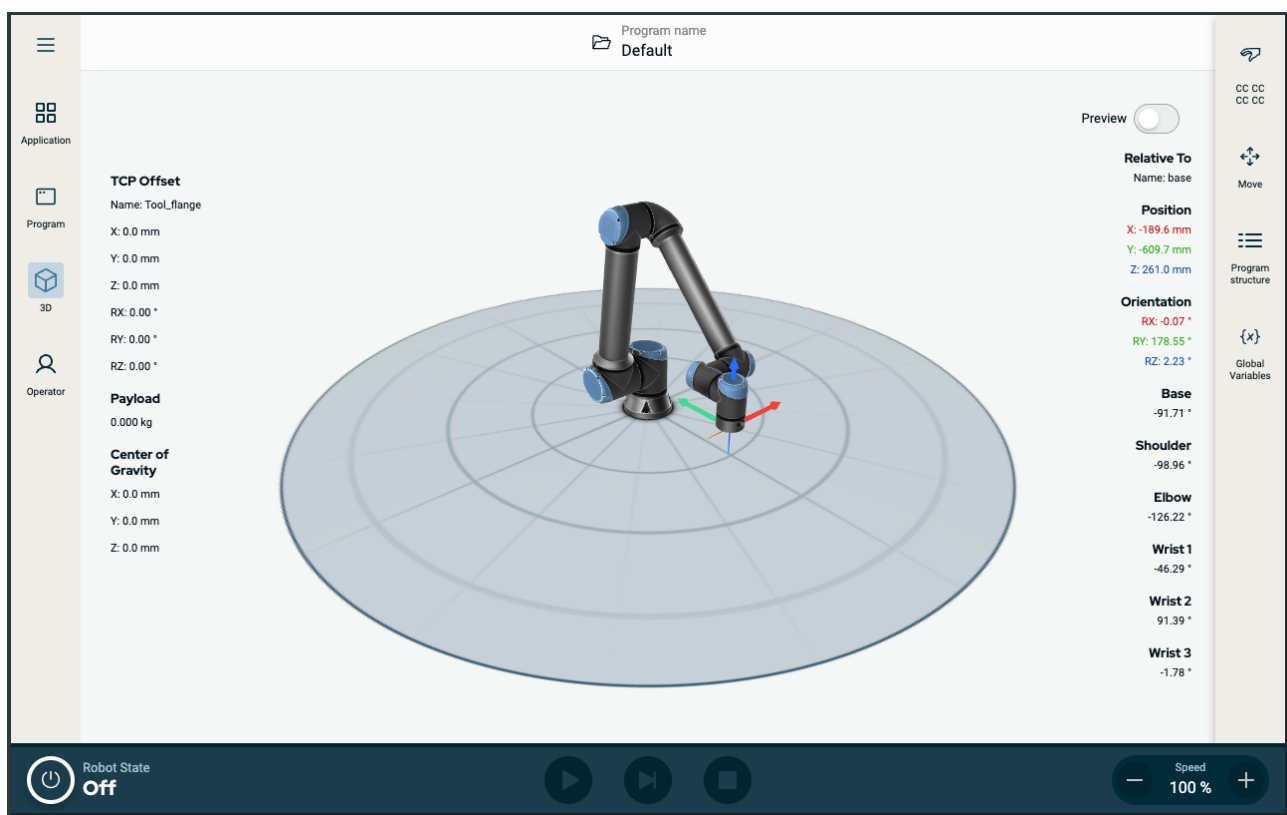 Program name
Default
Application
Program
3D
Operator
TCP Offset
Name: Tool_flange
X: 0.0 mm
Y: 0.0 mm
Z: 0.0 mm
RX: 0.00 °
RY: 0.00 °
RZ: 0.00 °
Payload
0.000 kg
Center of
Gravity
X: 0.0 mm
Y: 0.0 mm
Z: 0.0 mm
Preview
Relative To
Name: base
Position
X: -189.6 mm
Y: -609.7 mm
Z: 261.0 mm
Orientation
RX: -0.07 °
RY: 178.55 °
RZ: 2.23 °
Base
-91.71 °
Shoulder
-98.96 °
Elbow
-126.22 °
Wrist 1
-46.29 °
Wrist 2
91.39 °
Wrist 3
-1.78 °
CC CC
CC CC
Move
Program
structure
{x}
Global
Variables
Robot State
Off
Speed
100 %